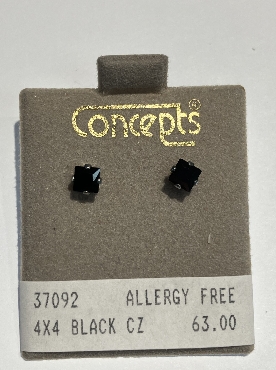 Concepts®
37092 ALLERGY FREE
4X4 BLACK CZ 63.00